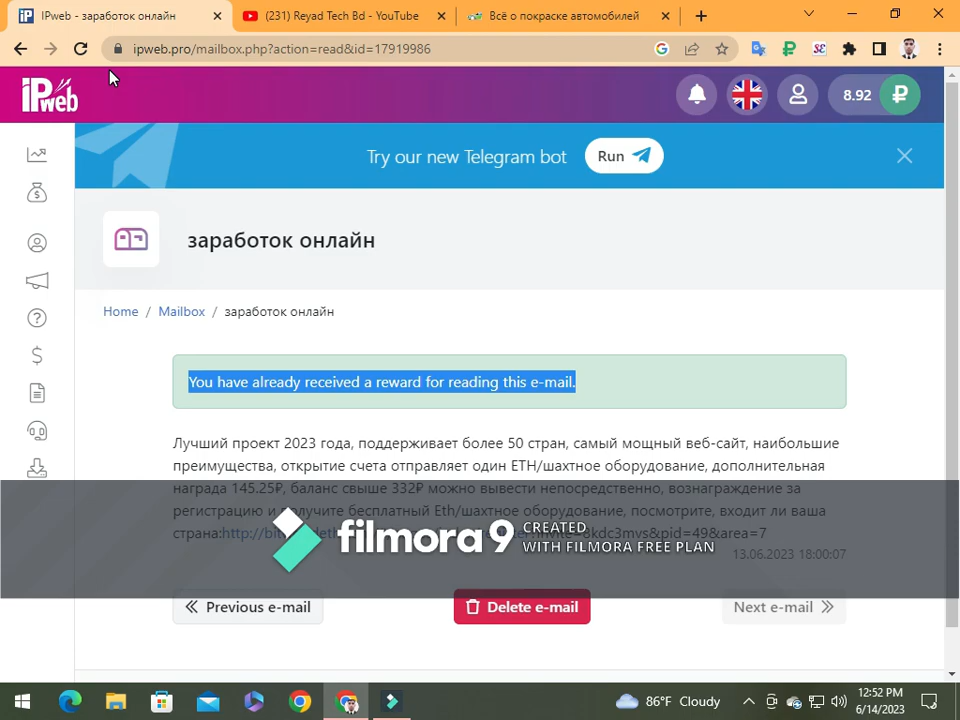 IPweb - заработок онлайн
(231) Reyad Tech Bd - YouTube
Всё о покраске автомобилей
ipweb.pro/mailbox.php?action=read&id=17919986
iPweb
8.92
Try our new Telegram bot
Run
заработок онлайн
Home / Mailbox / заработок онлайн
You have already received a reward for reading this e-mail.
Лучший проект 2023 года, поддерживает более 50 стран, самый мощный веб-сайт, наибольшие
преимущества, открытие счета отправляет один ETH/шахтное оборудование, дополнительная
награда 145.25₽, баланс свыше 332₽ можно вывести непосредственно, вознаграждение за
регистрацию и получите бесплатный Eth/шахтное оборудование, посмотрите, входит ли ваша
filmora9 CREATED
WITH FILMORA FREE PLAN
13.06.2023 18:00:07
Previous e-mail
Delete e-mail
Next e-mail
86°F Cloudy
12:52 PM
6/14/2023